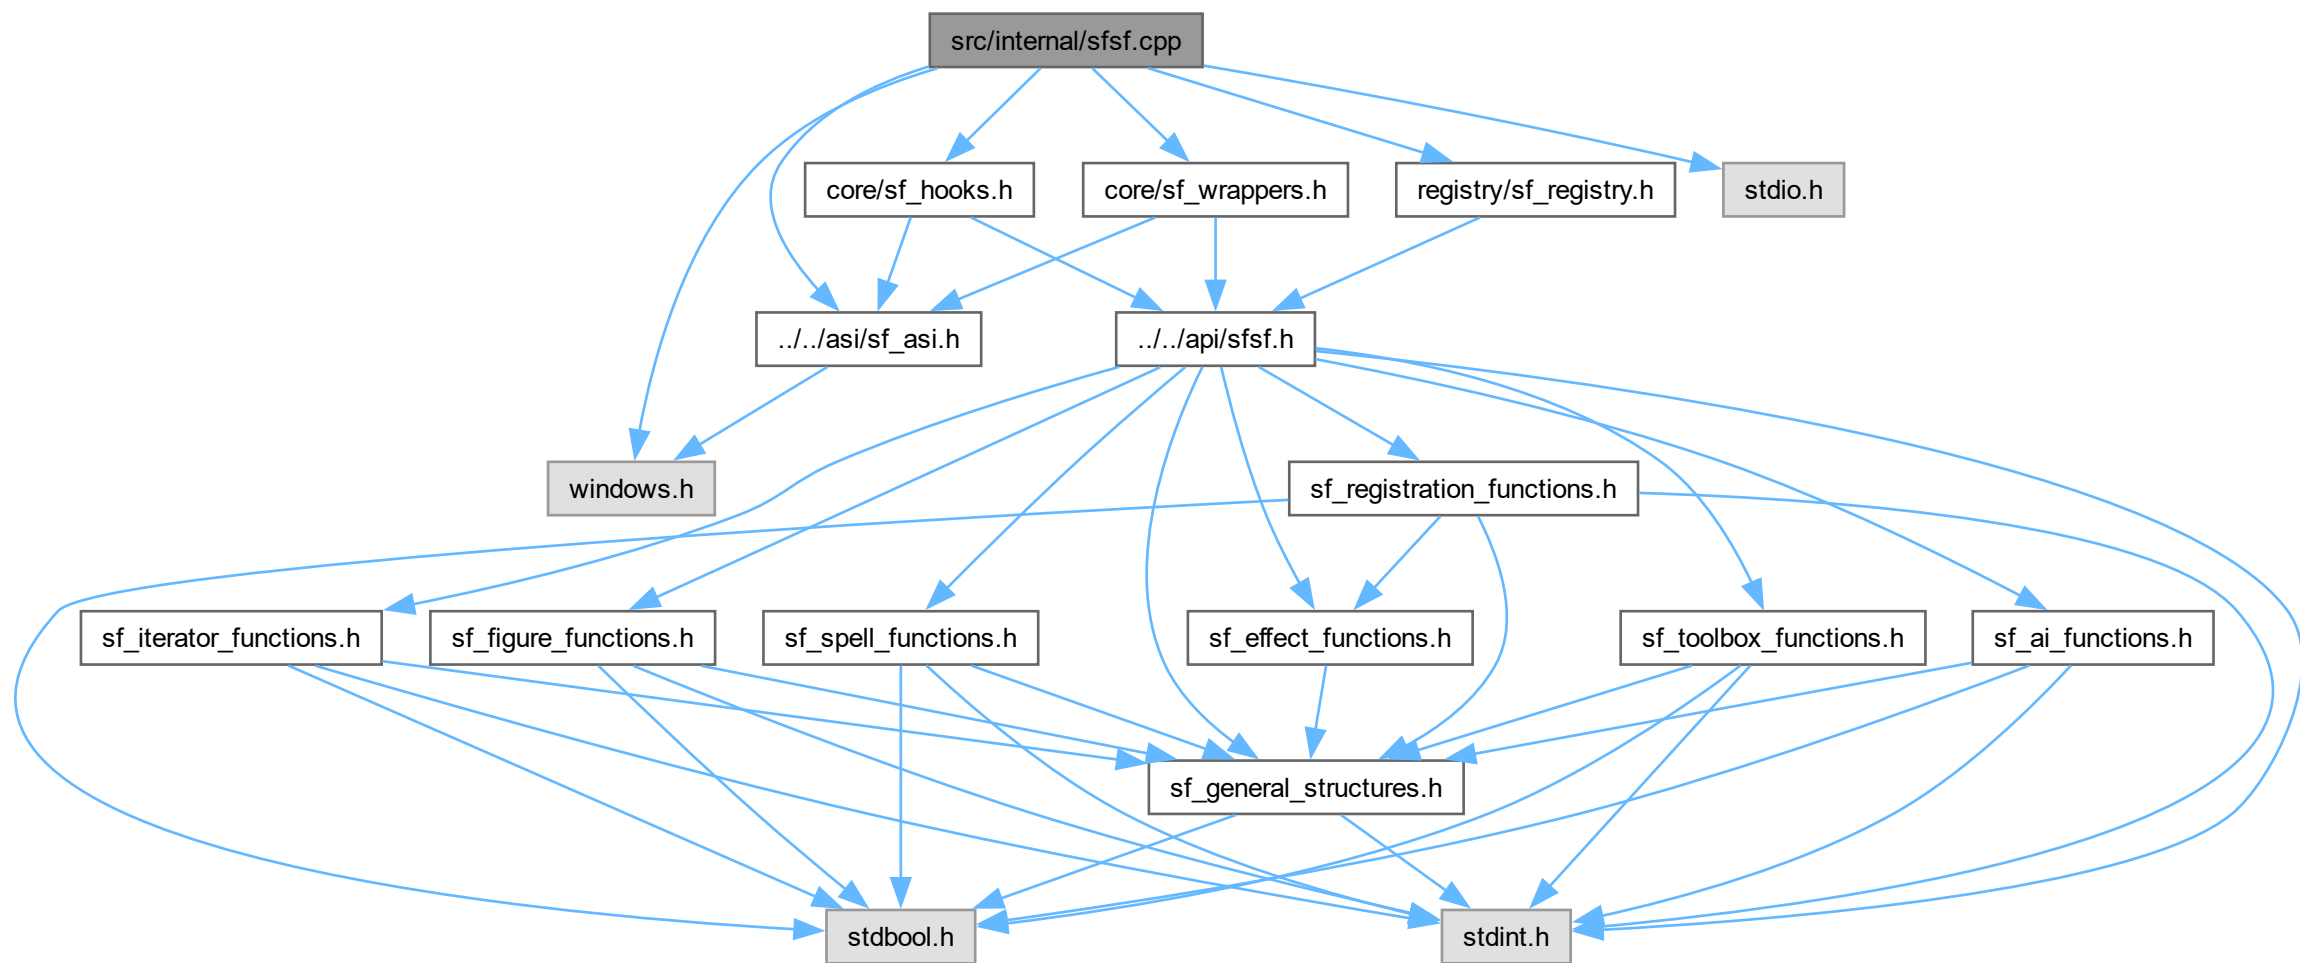 src/internal/sfsf.cpp
core/sf_hooks.h
core/sf_wrappers.h
registry/sf_registry.h
stdio.h
../../asi/sf_asi.h
../../api/sfsf.h
windows.h
sf_registration_functions.h
sf_iterator_functions.h
sf_figure_functions.h
sf_spell_functions.h
sf_effect_functions.h
sf_toolbox_functions.h
sf_ai_functions.h
sf_general_structures.h
stdbool.h
stdint.h